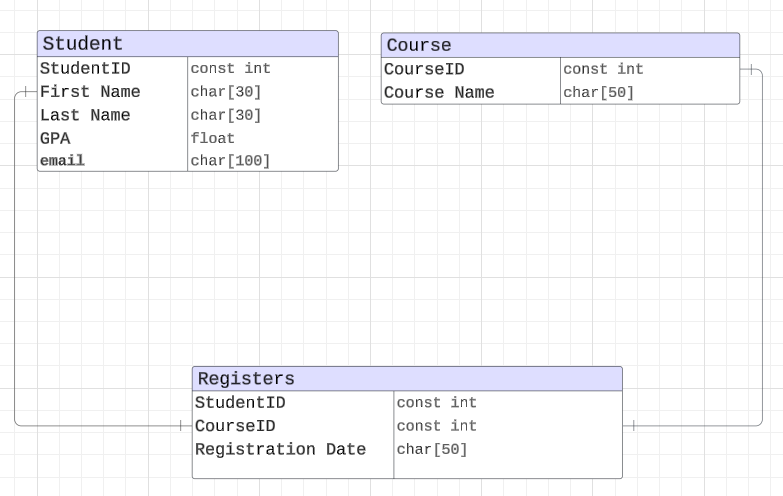 Student
StudentID const int
First Name char[30]
Last Name char[30]
GPA float
email char[100]
Course
CourseID const int
Course Name char[50]
Registers
StudentID const int
CourseID const int
Registration Date char[50]